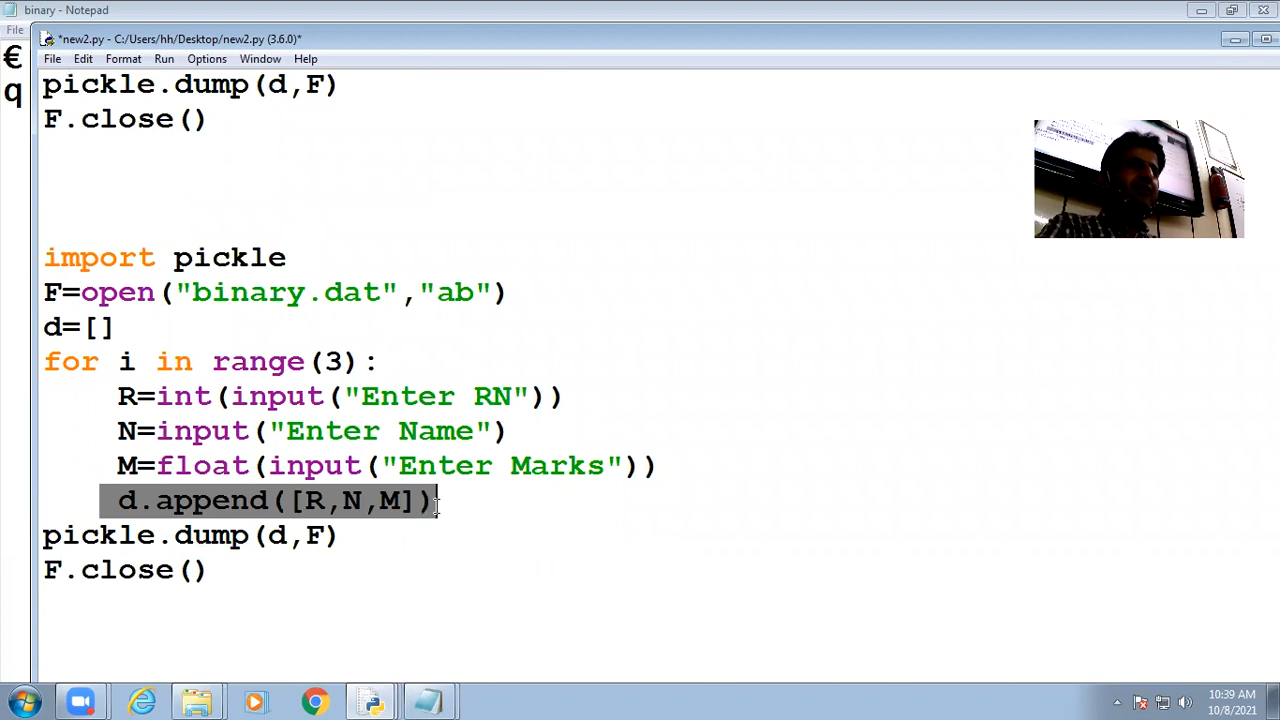 binary - Notepad
File
€
q
*new2.py - C:/Users/hh/Desktop/new2.py (3.6.0)*
File Edit Format Run Options Window Help
pickle.dump(d,F)
F.close()
import pickle
F=open("binary.dat","ab")
d=[]
for i in range(3):
    R=int(input("Enter RN"))
    N=input("Enter Name")
    M=float(input("Enter Marks"))
    d.append([R,N,M])
pickle.dump(d,F)
F.close()
10:39 AM
10/8/2021